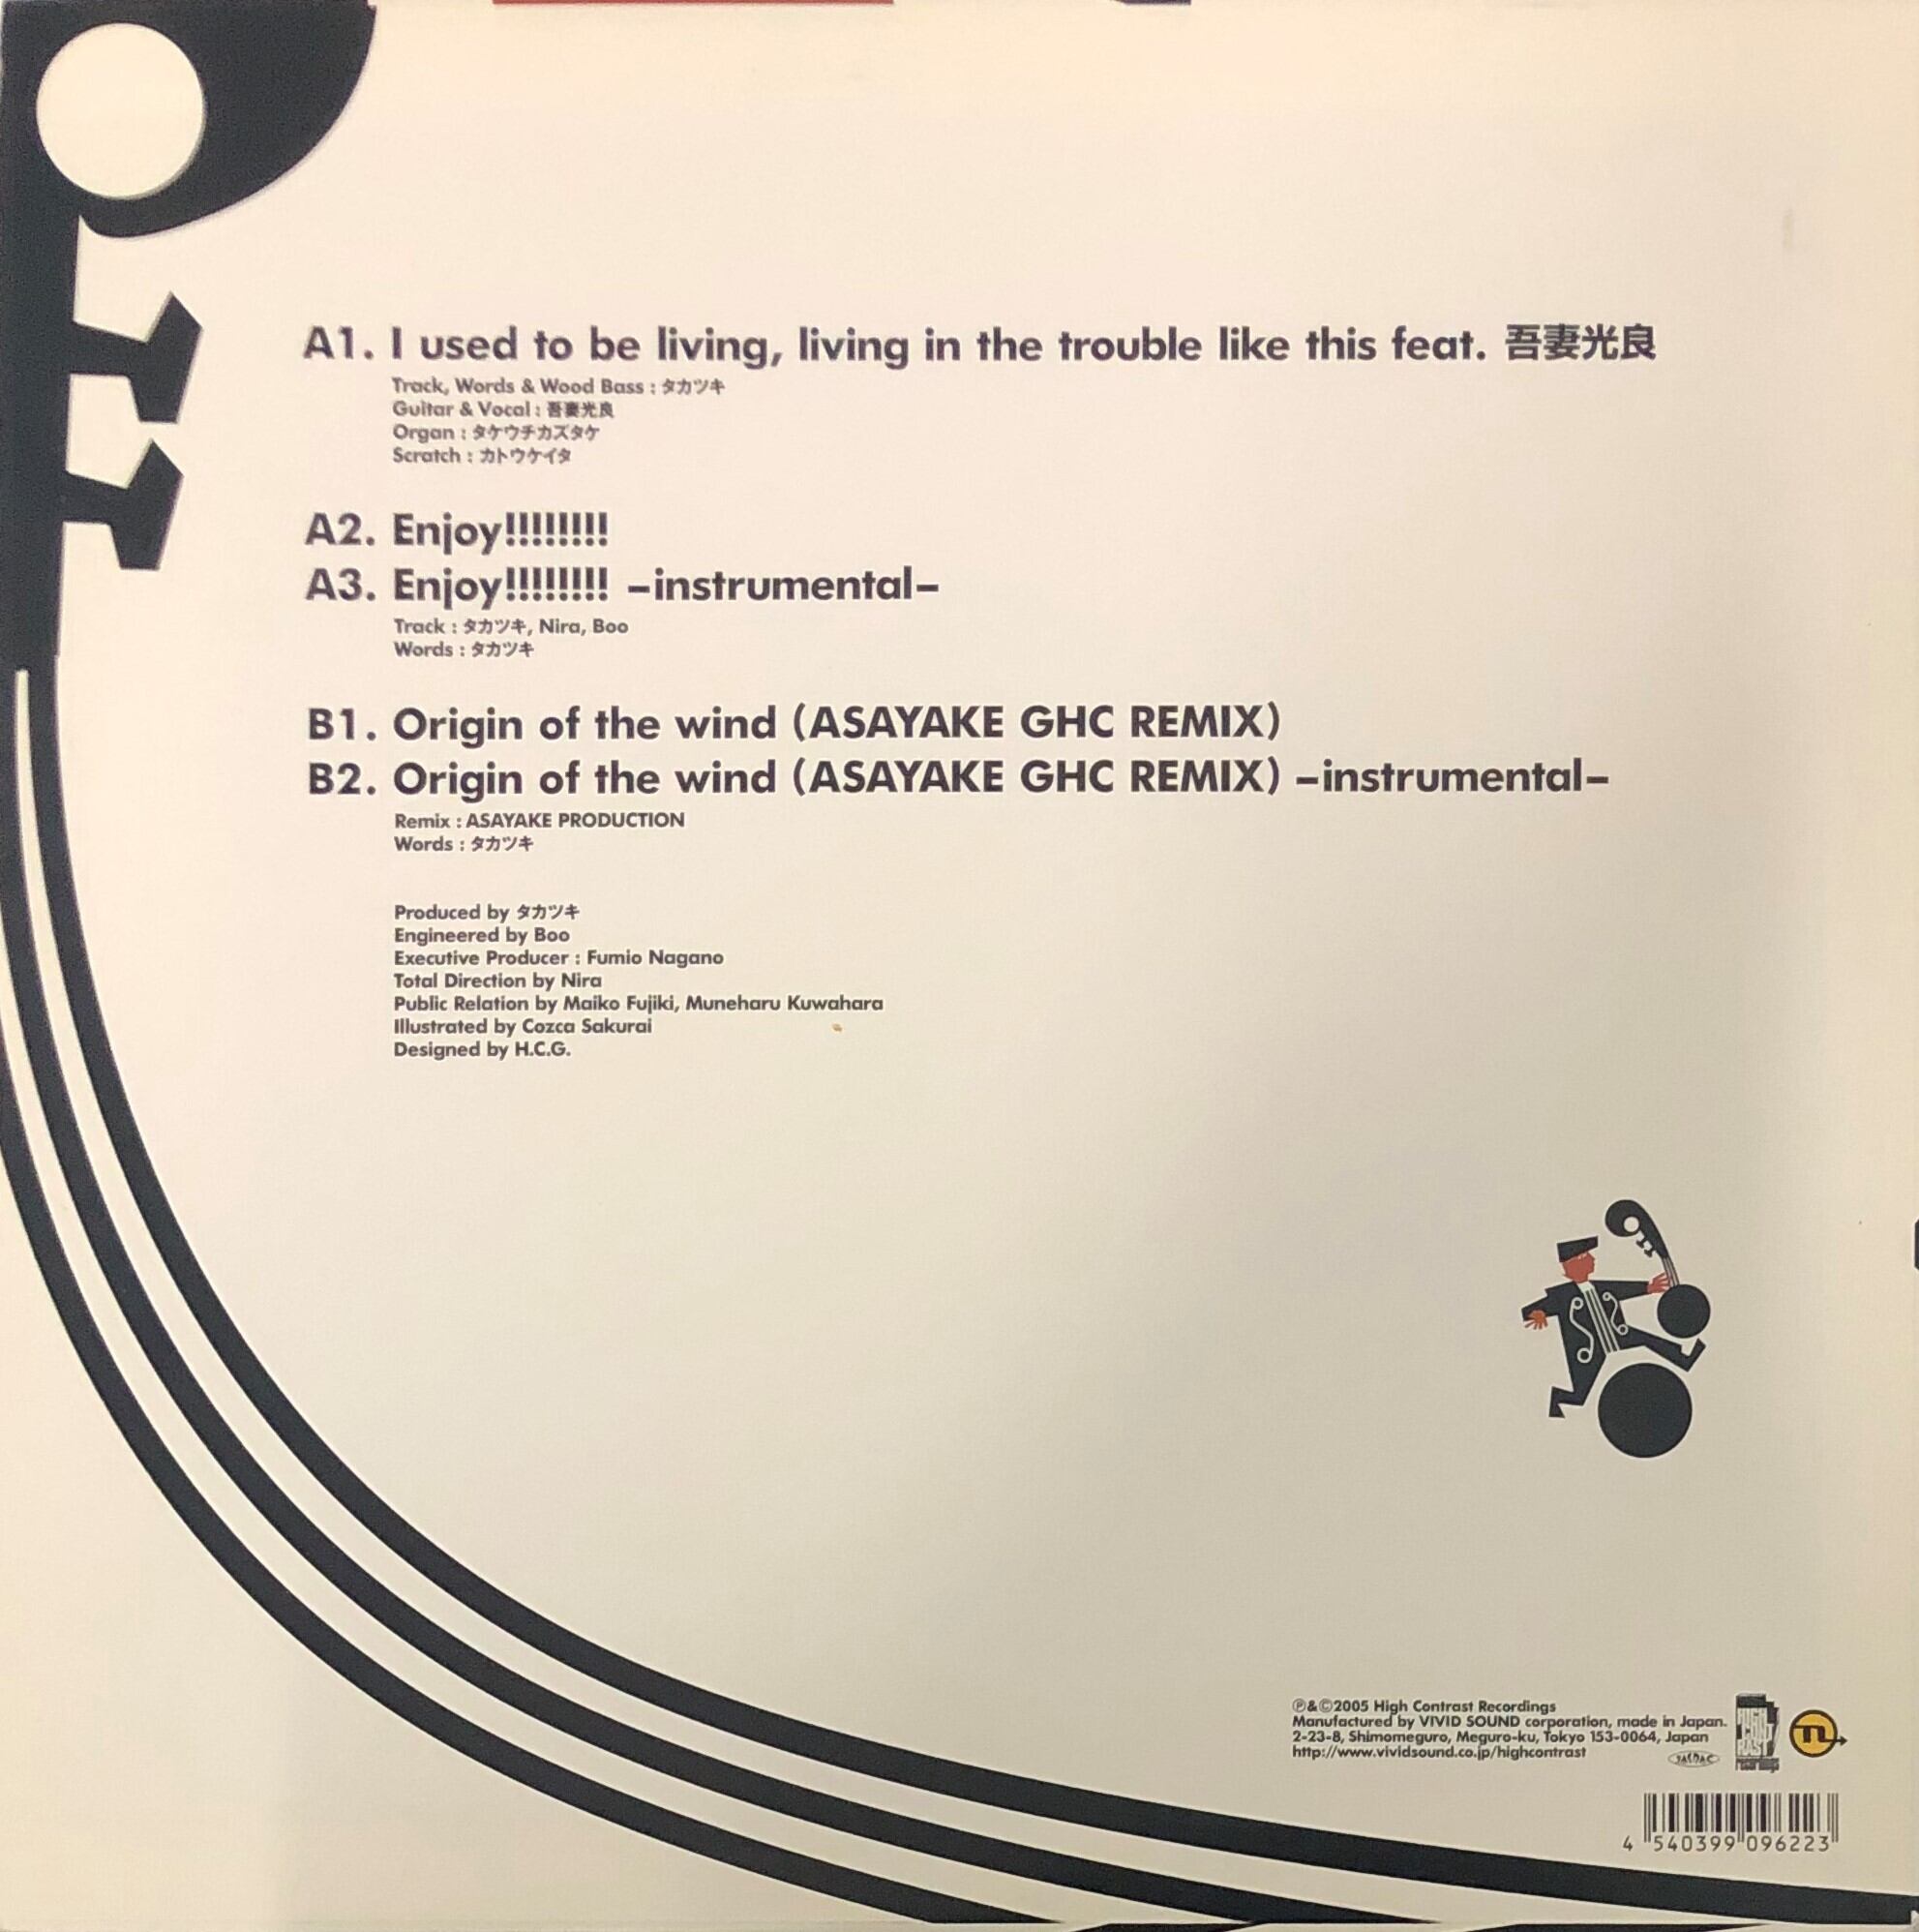 A1. I used to be living, living in the trouble like this feat. 吾妻光良
Track, Words & Wood Bass : タカツキ
Guitar & Vocal : 吾妻光良
Organ : タケウチカズタケ
Scratch : カトウケイタ
A2. Enjoy!!!!!!!!
A3. Enjoy!!!!!!!! –instrumental–
Track : タカツキ, Nira, Boo
Words : タカツキ
B1. Origin of the wind (ASAYAKE GHC REMIX)
B2. Origin of the wind (ASAYAKE GHC REMIX) –instrumental–
Remix : ASAYAKE PRODUCTION
Words : タカツキ
Produced by タカツキ
Engineered by Boo
Executive Producer : Fumio Nagano
Total Direction by Nira
Public Relation by Maiko Fujiki, Muneharu Kuwahara
Illustrated by Cozca Sakurai
Designed by H.C.G.
℗&©2005 High Contrast Recordings
Manufactured by VIVID SOUND corporation, made in Japan.
2-23-8, Shimomeguro, Meguro-ku, Tokyo 153-0064, Japan
http://www.vividsound.co.jp/highcontrast
JASRAC
HIGH CONTRAST recordings
4 540399 096223